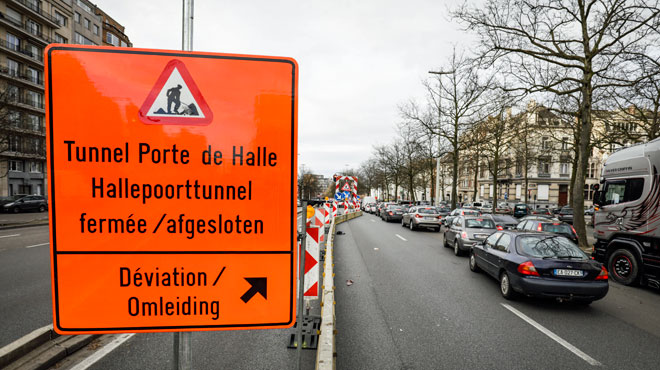 Tunnel Porte de Halle
Hallepoorttunnel
fermée/afgesloten
Déviation/
Omleiding